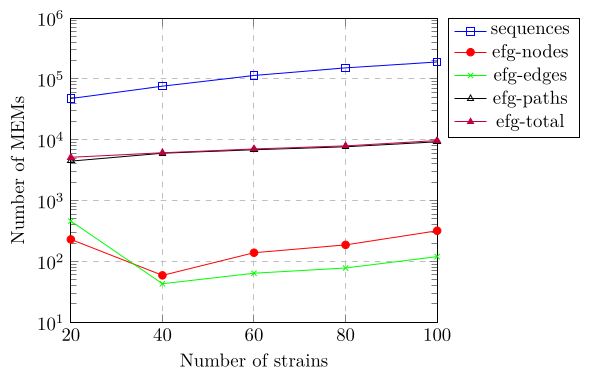 10^6
10^5
10^4
10^3
10^2
10^1
Number of MEMs
20 40 60 80 100
Number of strains
sequences
efg-nodes
efg-edges
efg-paths
efg-total